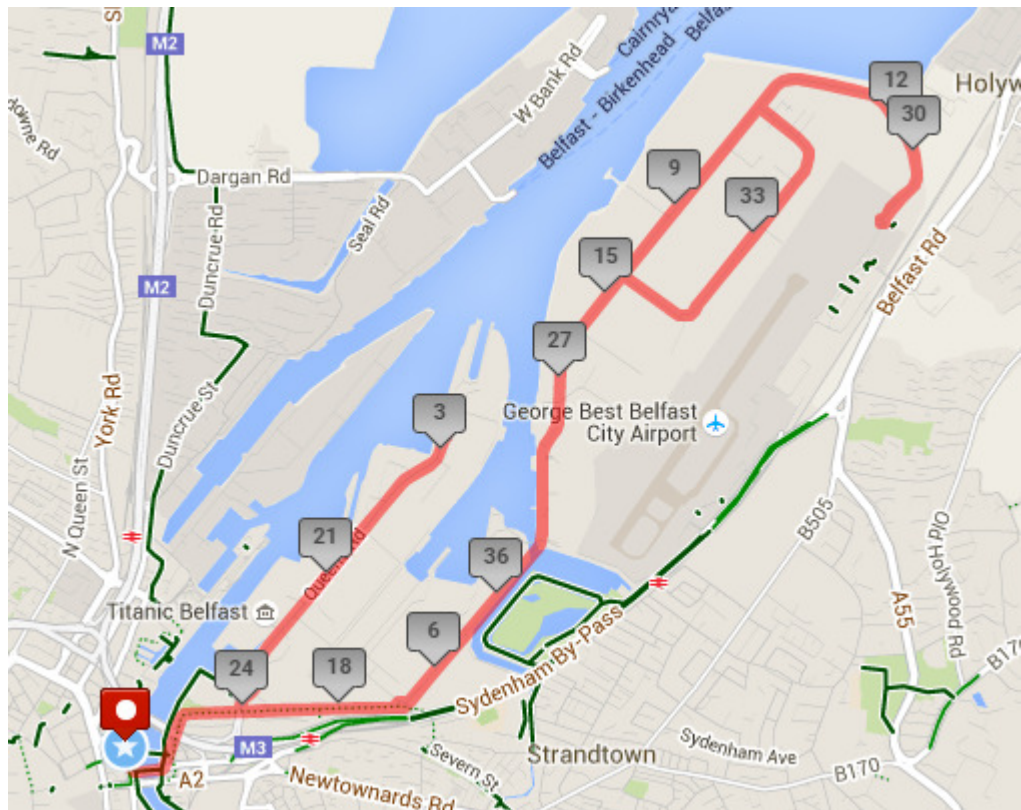 M2
Cairnrya
Belfast - Birkenhead
Belfa
W Bank Rd
Holyw
12
30
downe Rd
Dargan Rd
Seal Rd
9
33
Duncrue Rd
M2
15
Belfast Rd
27
York Rd
Duncrue St
3
George Best Belfast
City Airport
N Queen St
21
B505
Old Holywood Rd
36
Titanic Belfast
6
A55
Sydenham By-Pass
B170
24
18
M3
Strandtown
Sydenham Ave
Severn St
A2
B170
Newtownards Rd